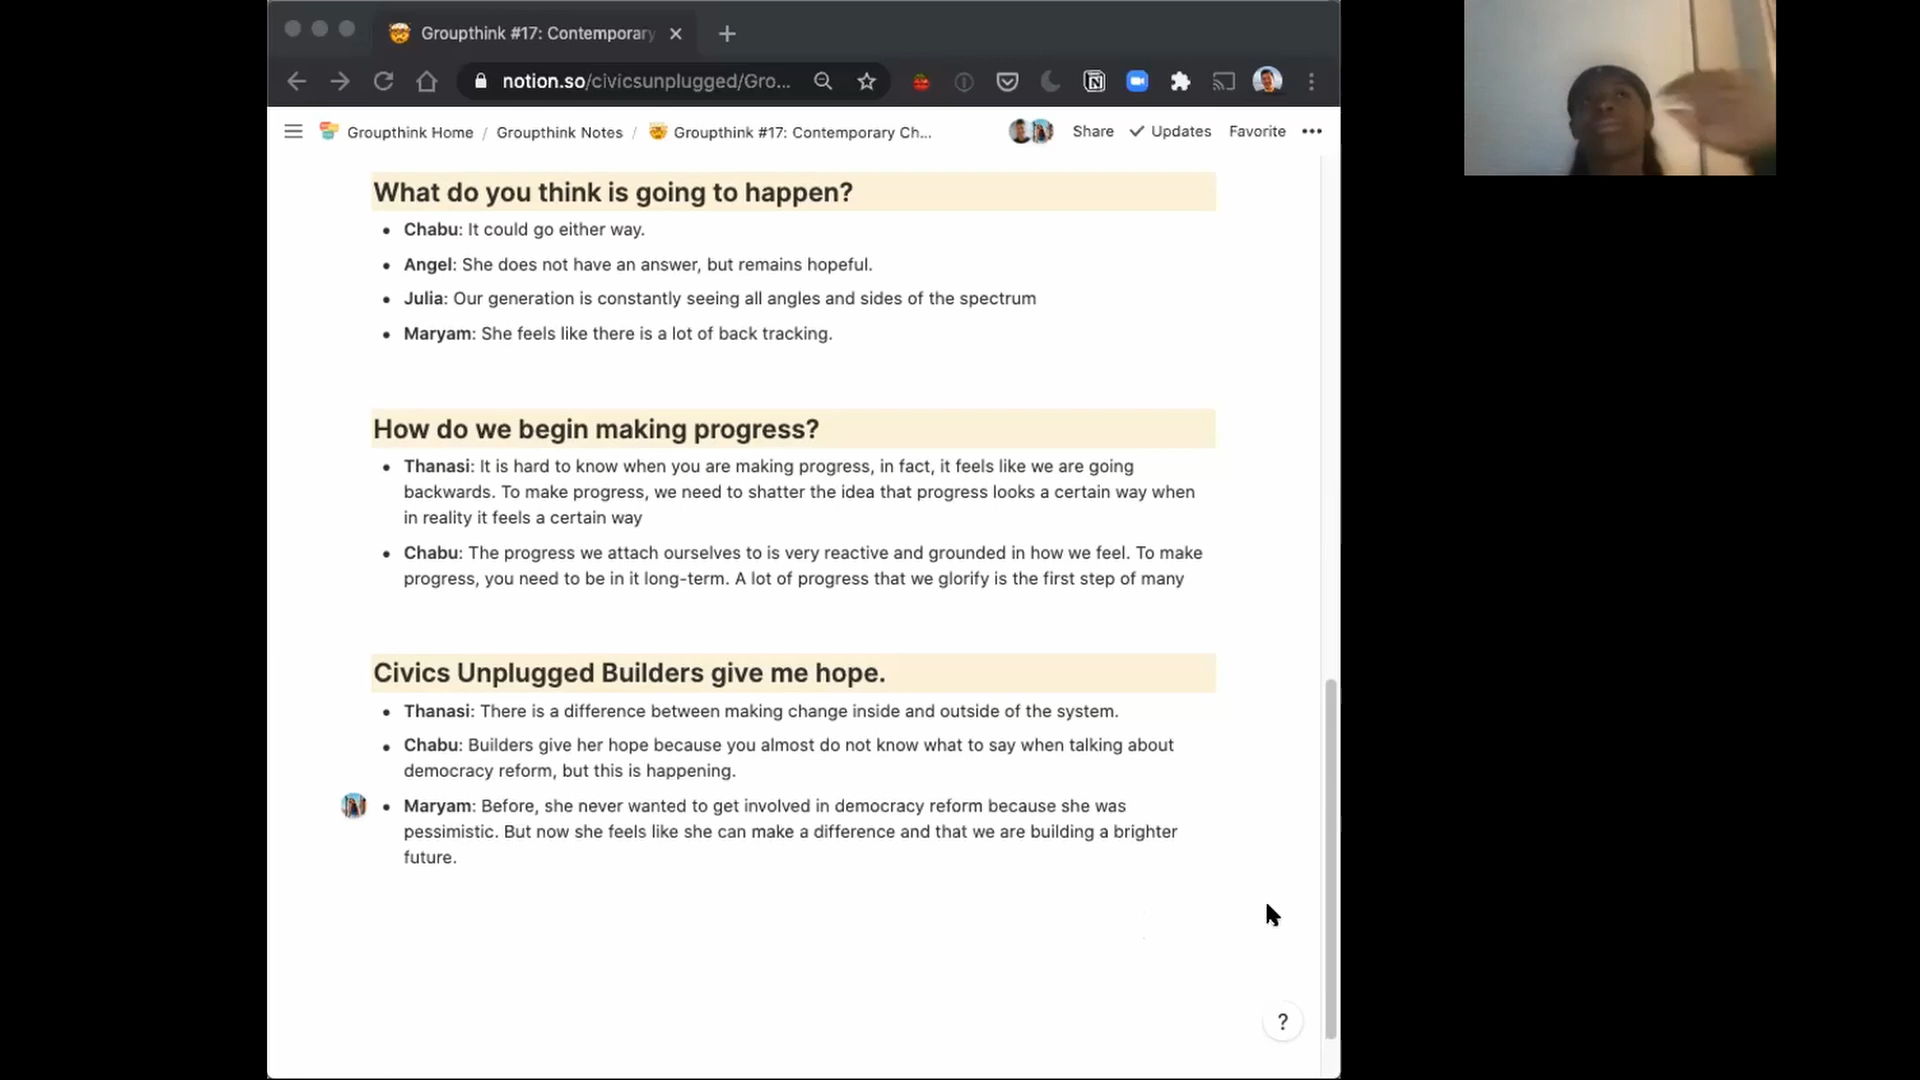 Groupthink #17: Contemporary
notion.so/civicsunplugged/Gro...
Groupthink Home / Groupthink Notes / Groupthink #17: Contemporary Ch...
Share Updates Favorite
What do you think is going to happen?
• Chabu: It could go either way.
• Angel: She does not have an answer, but remains hopeful.
• Julia: Our generation is constantly seeing all angles and sides of the spectrum
• Maryam: She feels like there is a lot of back tracking.
How do we begin making progress?
• Thanasi: It is hard to know when you are making progress, in fact, it feels like we are going
backwards. To make progress, we need to shatter the idea that progress looks a certain way when
in reality it feels a certain way
• Chabu: The progress we attach ourselves to is very reactive and grounded in how we feel. To make
progress, you need to be in it long-term. A lot of progress that we glorify is the first step of many
Civics Unplugged Builders give me hope.
• Thanasi: There is a difference between making change inside and outside of the system.
• Chabu: Builders give her hope because you almost do not know what to say when talking about
democracy reform, but this is happening.
• Maryam: Before, she never wanted to get involved in democracy reform because she was
pessimistic. But now she feels like she can make a difference and that we are building a brighter
future.
?